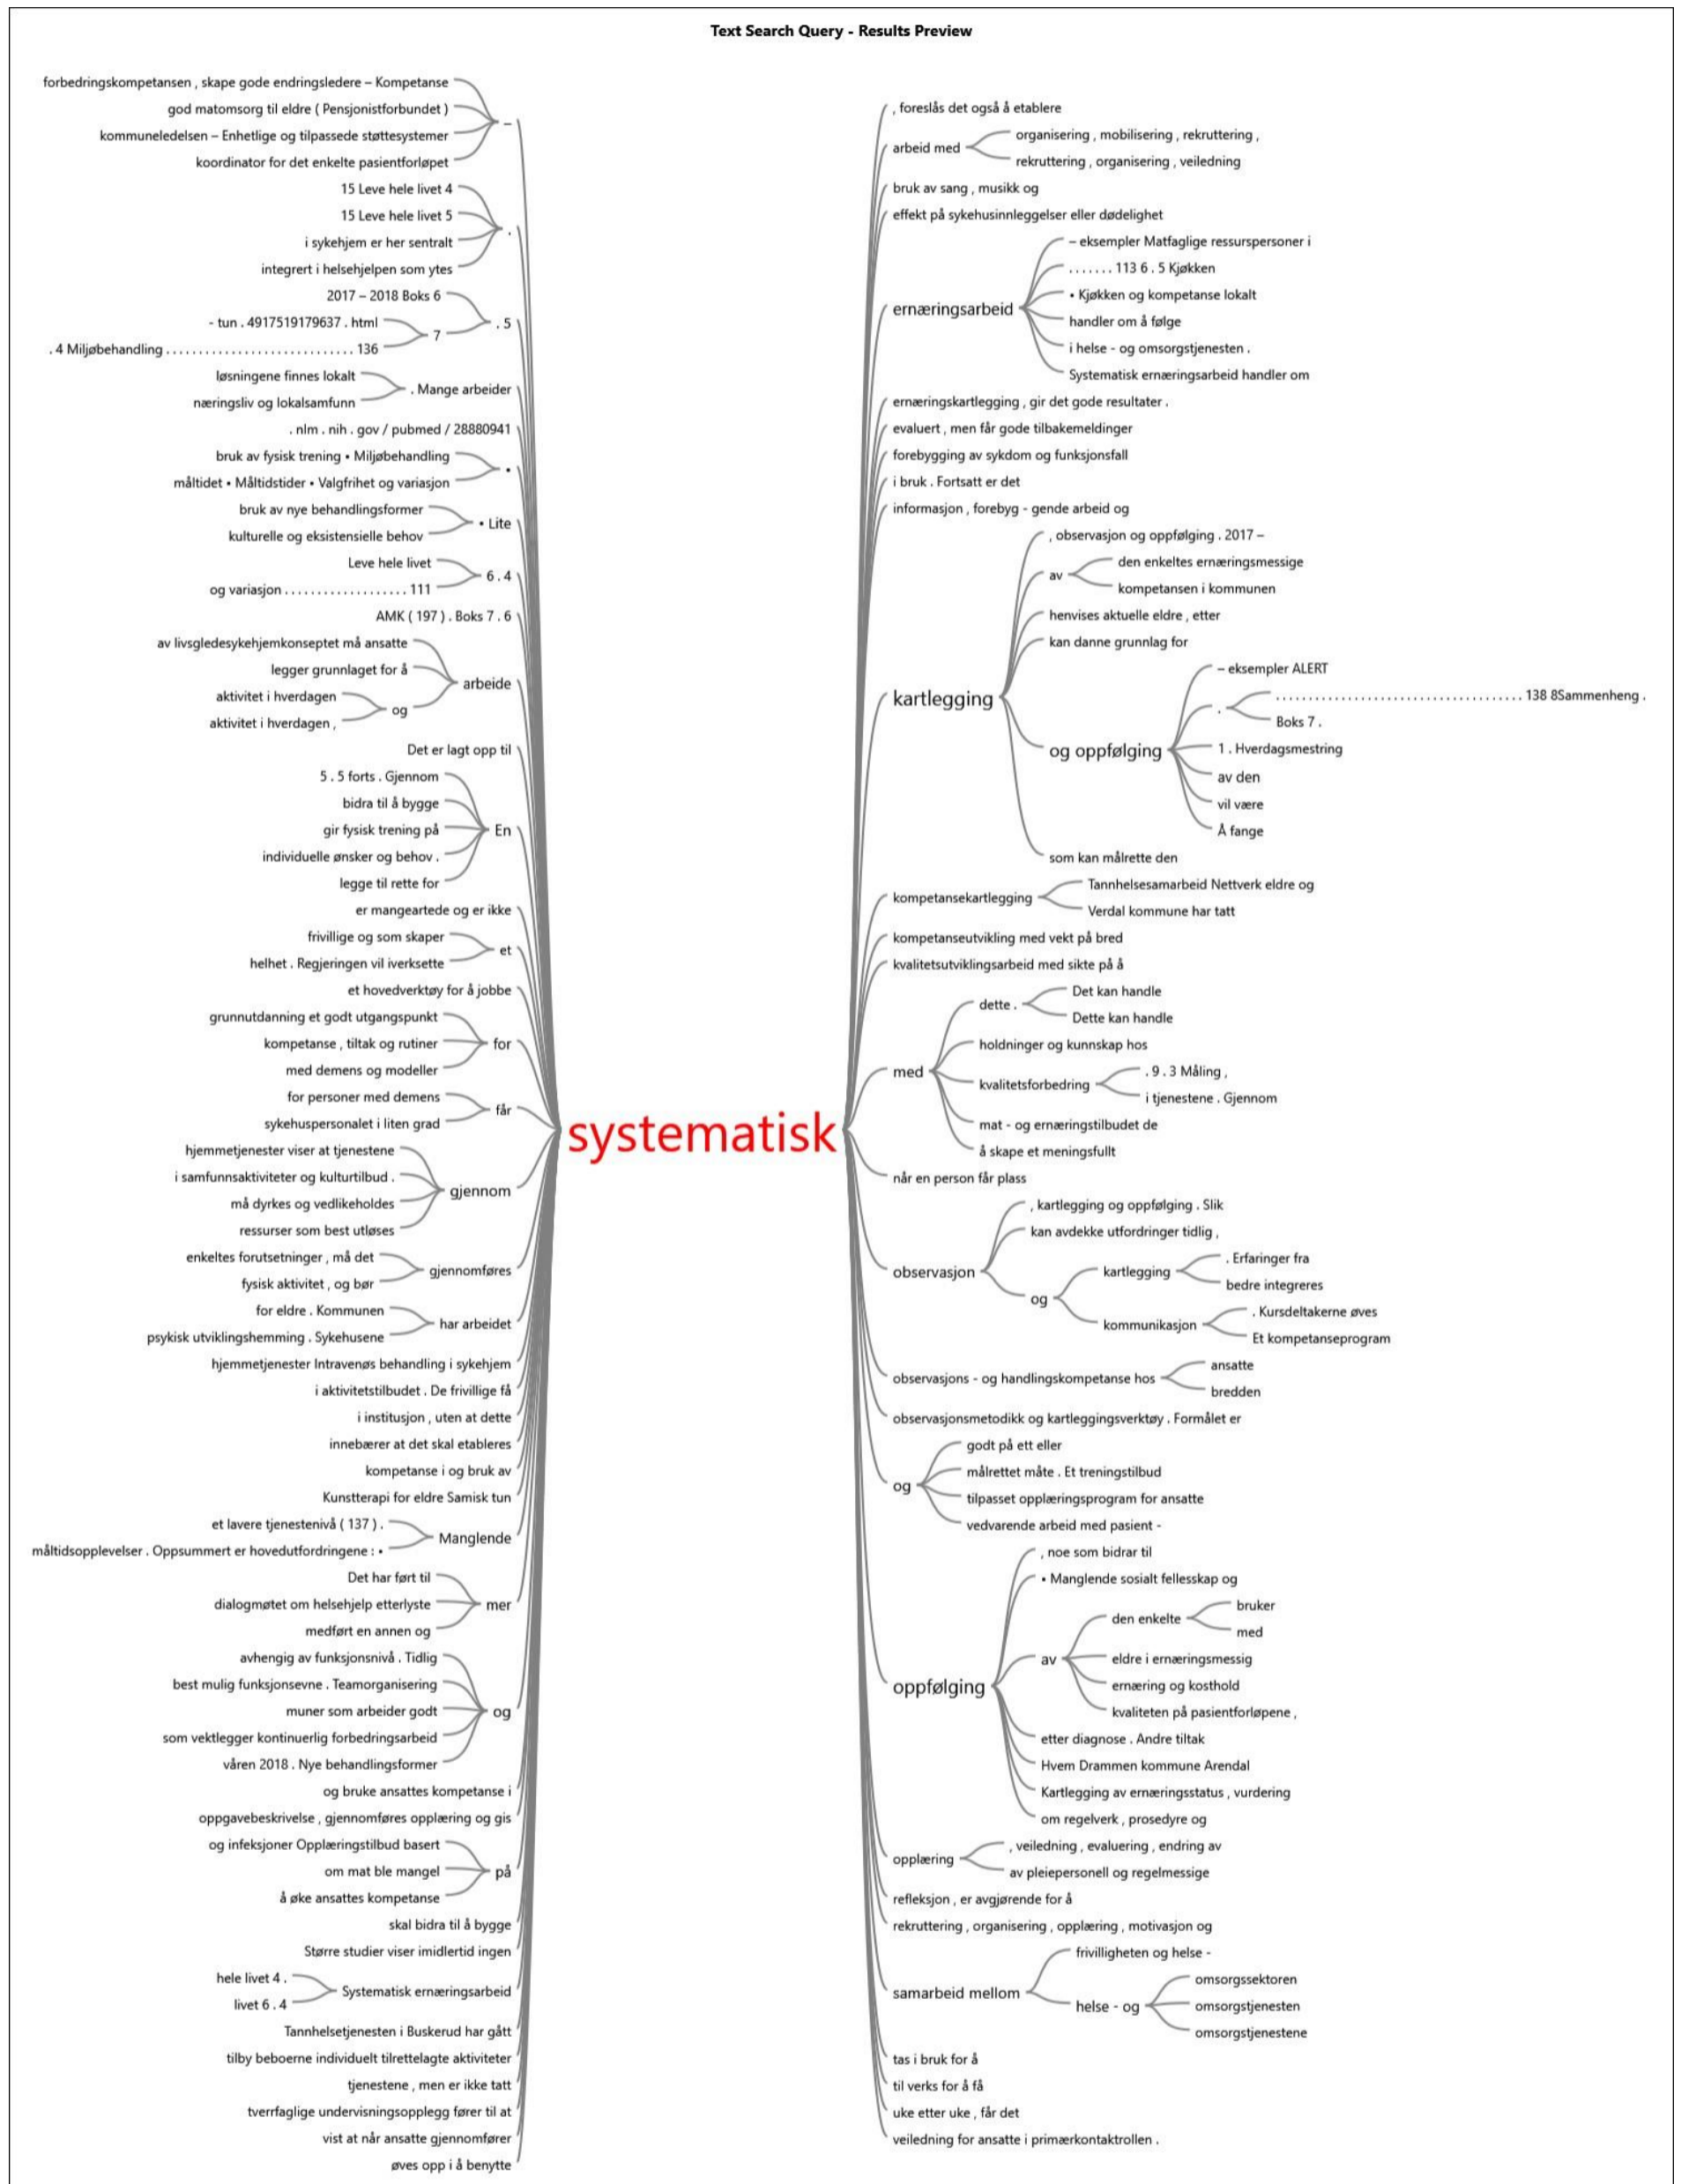 Text Search Query - Results Preview
forbedringskompetansen , skape gode endringsledere – Kompetanse
god matomsorg til eldre ( Pensjonistforbundet )
kommuneledelsen – Enhetlige og tilpassede støttesystemer
koordinator for det enkelte pasientforløpet
–
15 Leve hele livet 4
15 Leve hele livet 5
i sykehjem er her sentralt
integrert i helsehjelpen som ytes
.
2017 – 2018 Boks 6
- tun . 4917519179637 . html
. 4 Miljøbehandling . . . . . . . . . . . . . . . . . . . . . . . . . . . . . 136
7
. 5
løsningene finnes lokalt
næringsliv og lokalsamfunn
. Mange arbeider
. nlm . nih . gov / pubmed / 28880941
bruk av fysisk trening • Miljøbehandling
måltidet • Måltidstider • Valgfrihet og variasjon
•
bruk av nye behandlingsformer
kulturelle og eksistensielle behov
• Lite
Leve hele livet
og variasjon . . . . . . . . . . . . . . . . . . . 111
6 . 4
AMK ( 197 ) . Boks 7 . 6
av livsgledesykehjemkonseptet må ansatte
legger grunnlaget for å
aktivitet i hverdagen
aktivitet i hverdagen ,
og
arbeide
Det er lagt opp til
5 . 5 forts . Gjennom
bidra til å bygge
gir fysisk trening på
individuelle ønsker og behov .
legge til rette for
En
er mangeartede og er ikke
frivillige og som skaper
helhet . Regjeringen vil iverksette
et
et hovedverktøy for å jobbe
grunnutdanning et godt utgangspunkt
kompetanse , tiltak og rutiner
med demens og modeller
for
for personer med demens
sykehuspersonalet i liten grad
får
hjemmetjenester viser at tjenestene
i samfunnsaktiviteter og kulturtilbud .
må dyrkes og vedlikeholdes
ressurser som best utløses
gjennom
enkeltes forutsetninger , må det
fysisk aktivitet , og bør
gjennomføres
for eldre . Kommunen
psykisk utviklingshemming . Sykehusene
har arbeidet
hjemmetjenester Intravenøs behandling i sykehjem
i aktivitetstilbudet . De frivillige få
i institusjon , uten at dette
innebærer at det skal etableres
kompetanse i og bruk av
Kunstterapi for eldre Samisk tun
et lavere tjenestenivå ( 137 ) .
måltidsopplevelser . Oppsummert er hovedutfordringene : •
Manglende
Det har ført til
dialogmøtet om helsehjelp etterlyste
medført en annen og
mer
avhengig av funksjonsnivå . Tidlig
best mulig funksjonsevne . Teamorganisering
muner som arbeider godt
som vektlegger kontinuerlig forbedringsarbeid
våren 2018 . Nye behandlingsformer
og
og bruke ansattes kompetanse i
oppgavebeskrivelse , gjennomføres opplæring og gis
og infeksjoner Opplæringstilbud basert
om mat ble mangel
å øke ansattes kompetanse
på
skal bidra til å bygge
Større studier viser imidlertid ingen
hele livet 4 .
livet 6 . 4
Systematisk ernæringsarbeid
Tannhelsetjenesten i Buskerud har gått
tilby beboerne individuelt tilrettelagte aktiviteter
tjenestene , men er ikke tatt
tverrfaglige undervisningsopplegg fører til at
vist at når ansatte gjennomfører
øves opp i å benytte
systematisk
, foreslås det også å etablere
arbeid med
organisering , mobilisering , rekruttering ,
rekruttering , organisering , veiledning
bruk av sang , musikk og
effekt på sykehusinnleggelser eller dødelighet
ernæringsarbeid
– eksempler Matfaglige ressurspersoner i
. . . . . . . 113 6 . 5 Kjøkken
• Kjøkken og kompetanse lokalt
handler om å følge
i helse - og omsorgstjenesten .
Systematisk ernæringsarbeid handler om
ernæringskartlegging , gir det gode resultater .
evaluert , men får gode tilbakemeldinger
forebygging av sykdom og funksjonsfall
i bruk . Fortsatt er det
informasjon , forebyg - gende arbeid og
kartlegging
, observasjon og oppfølging . 2017 –
av
den enkeltes ernæringsmessige
kompetansen i kommunen
henvises aktuelle eldre , etter
kan danne grunnlag for
og oppfølging
– eksempler ALERT
.
. . . . . . . . . . . . . . . . . . . . . . . . . . . . . . . . . . . . . . 138 8Sammenheng .
Boks 7 .
1 . Hverdagsmestring
av den
vil være
Å fange
som kan målrette den
kompetansekartlegging
Tannhelsesamarbeid Nettverk eldre og
Verdal kommune har tatt
kompetanseutvikling med vekt på bred
kvalitetsutviklingsarbeid med sikte på å
med
dette .
Det kan handle
Dette kan handle
holdninger og kunnskap hos
kvalitetsforbedring
. 9 . 3 Måling ,
i tjenestene . Gjennom
mat - og ernæringstilbudet de
å skape et meningsfullt
når en person får plass
observasjon
, kartlegging og oppfølging . Slik
kan avdekke utfordringer tidlig ,
og
kartlegging
. Erfaringer fra
bedre integreres
kommunikasjon
. Kursdeltakerne øves
Et kompetanseprogram
observasjons - og handlingskompetanse hos
ansatte
bredden
observasjonsmetodikk og kartleggingsverktøy . Formålet er
og
godt på ett eller
målrettet måte . Et treningstilbud
tilpasset opplæringsprogram for ansatte
vedvarende arbeid med pasient -
oppfølging
, noe som bidrar til
• Manglende sosialt fellesskap og
av
den enkelte
bruker
med
eldre i ernæringsmessig
ernæring og kosthold
kvaliteten på pasientforløpene ,
etter diagnose . Andre tiltak
Hvem Drammen kommune Arendal
Kartlegging av ernæringsstatus , vurdering
om regelverk , prosedyre og
opplæring
, veiledning , evaluering , endring av
av pleiepersonell og regelmessige
refleksjon , er avgjørende for å
rekruttering , organisering , opplæring , motivasjon og
samarbeid mellom
frivilligheten og helse -
helse - og
omsorgssektoren
omsorgstjenesten
omsorgstjenestene
tas i bruk for å
til verks for å få
uke etter uke , får det
veiledning for ansatte i primærkontaktrollen .